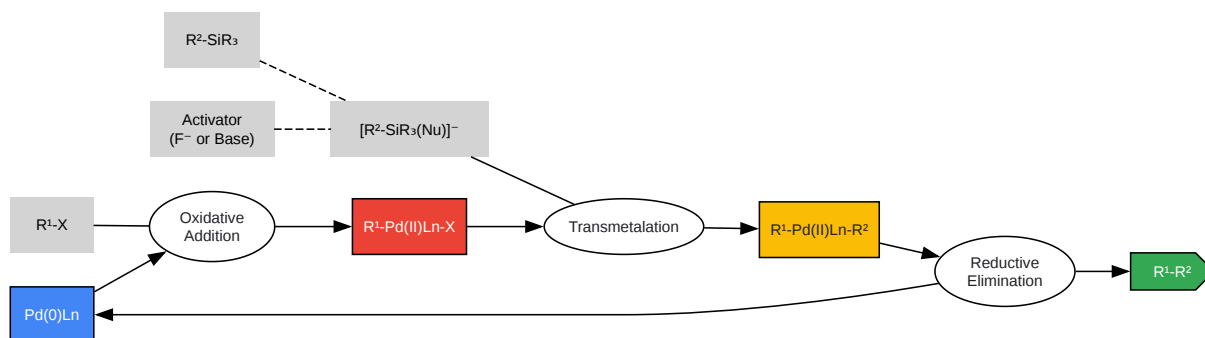 R²-SiR₃
Activator
(F⁻ or Base)
[R²-SiR₃(Nu)]⁻
R¹-X
Oxidative
Addition
R¹-Pd(II)Ln-X
Transmetalation
R¹-Pd(II)Ln-R²
Reductive
Elimination
R¹-R²
Pd(0)Ln